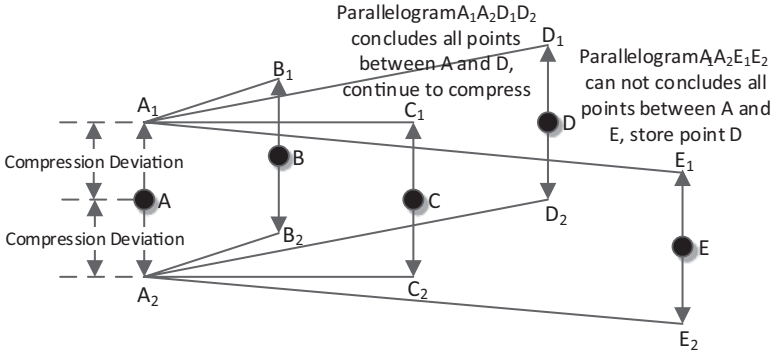 ParallelogramA₁A₂D₁D₂
concludes all points
between A and D,
continue to compress
D₁
ParallelogramA₁A₂E₁E₂
can not concludes all
points between A and
E, store point D
B₁
A₁
C₁
D
Compression Deviation
B
E₁
A
C
D₂
Compression Deviation
B₂
E
A₂
C₂
E₂